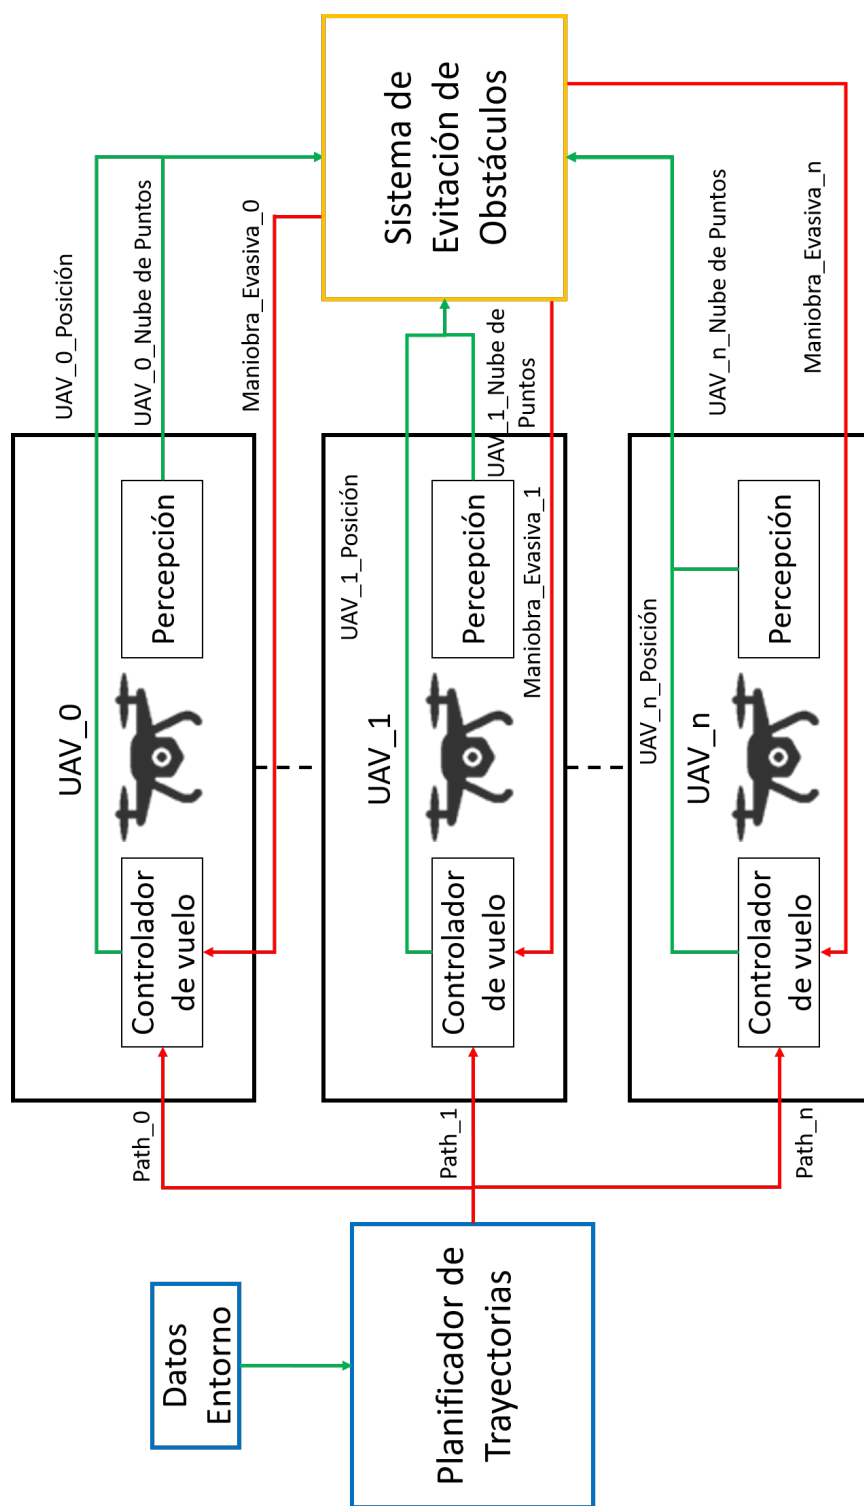 Datos
Entorno
Planificador de
Trayectorias
Path_0
Path_1
Path_n
UAV_0
Controlador
de vuelo
Percepción
UAV_0_Posición
UAV_0_Nube de Puntos
Maniobra_Evasiva_0
UAV_1
Controlador
de vuelo
Percepción
UAV_1_Posición
UAV_1_Nube de
Puntos
Maniobra_Evasiva_1
UAV_n
Controlador
de vuelo
Percepción
UAV_n_Posición
UAV_n_Nube de Puntos
Maniobra_Evasiva_n
Sistema de
Evitación de
Obstáculos